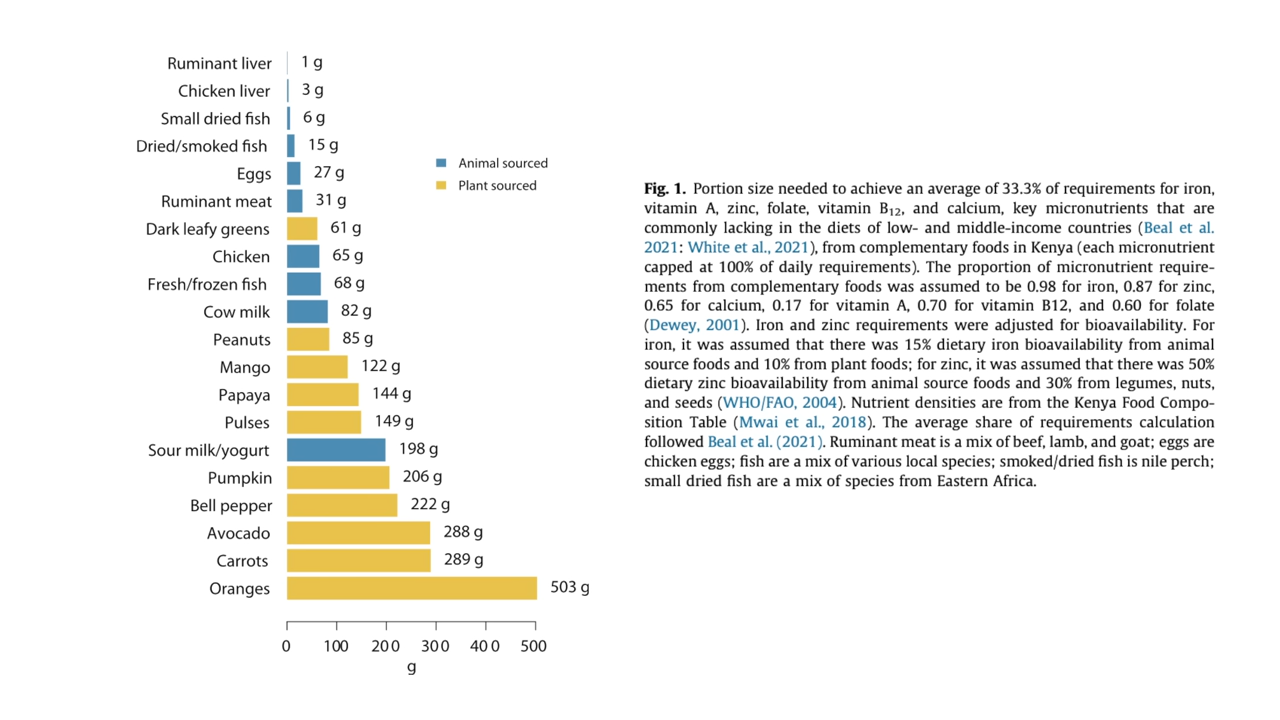 Ruminant liver 1 g
Chicken liver 3 g
Small dried fish 6 g
Dried/smoked fish 15 g
Eggs 27 g
Ruminant meat 31 g
Dark leafy greens 61 g
Chicken 65 g
Fresh/frozen fish 68 g
Cow milk 82 g
Peanuts 85 g
Mango 122 g
Papaya 144 g
Pulses 149 g
Sour milk/yogurt 198 g
Pumpkin 206 g
Bell pepper 222 g
Avocado 288 g
Carrots 289 g
Oranges 503 g
0 100 200 300 400 500
g
Animal sourced
Plant sourced
Fig. 1. Portion size needed to achieve an average of 33.3% of requirements for iron,
vitamin A, zinc, folate, vitamin B12, and calcium, key micronutrients that are
commonly lacking in the diets of low- and middle-income countries (Beal et al.
2021: White et al., 2021), from complementary foods in Kenya (each micronutrient
capped at 100% of daily requirements). The proportion of micronutrient require-
ments from complementary foods was assumed to be 0.98 for iron, 0.87 for zinc,
0.65 for calcium, 0.17 for vitamin A, 0.70 for vitamin B12, and 0.60 for folate
(Dewey, 2001). Iron and zinc requirements were adjusted for bioavailability. For
iron, it was assumed that there was 15% dietary iron bioavailability from animal
source foods and 10% from plant foods; for zinc, it was assumed that there was 50%
dietary zinc bioavailability from animal source foods and 30% from legumes, nuts,
and seeds (WHO/FAO, 2004). Nutrient densities are from the Kenya Food Compo-
sition Table (Mwai et al., 2018). The average share of requirements calculation
followed Beal et al. (2021). Ruminant meat is a mix of beef, lamb, and goat; eggs are
chicken eggs; fish are a mix of various local species; smoked/dried fish is nile perch;
small dried fish are a mix of species from Eastern Africa.